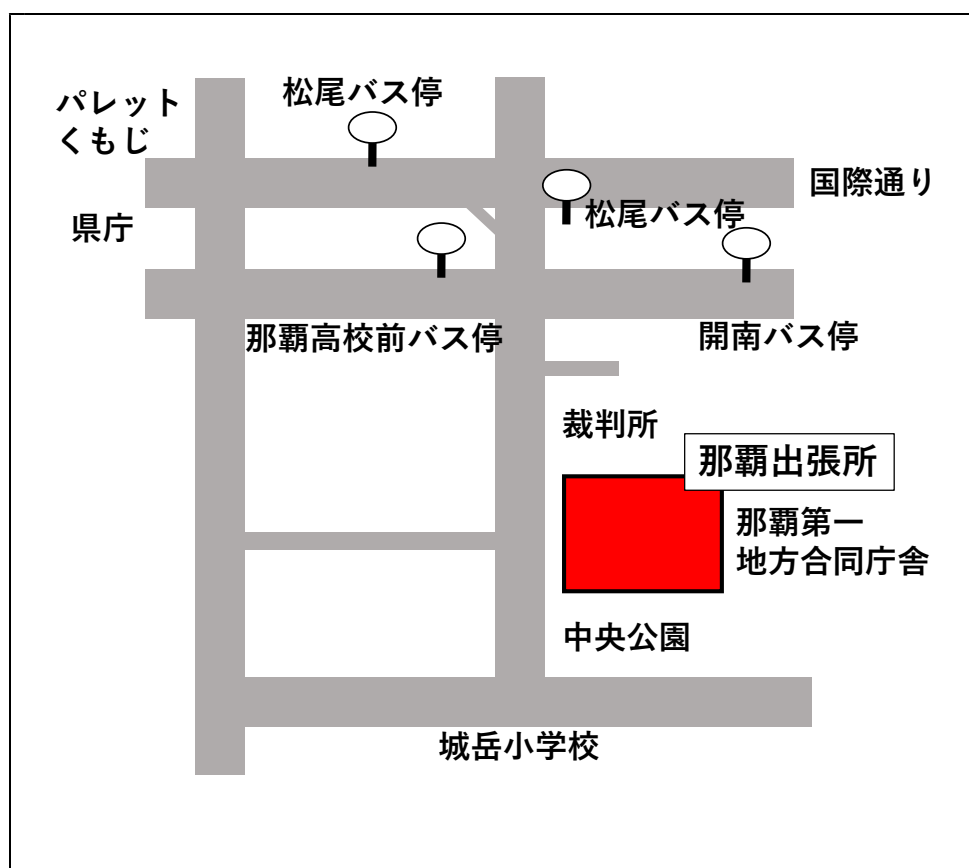 松尾バス停
パレット
くもじ
国際通り
松尾バス停
県庁
那覇高校前バス停
開南バス停
裁判所
那覇出張所
那覇第一
地方合同庁舎
中央公園
城岳小学校